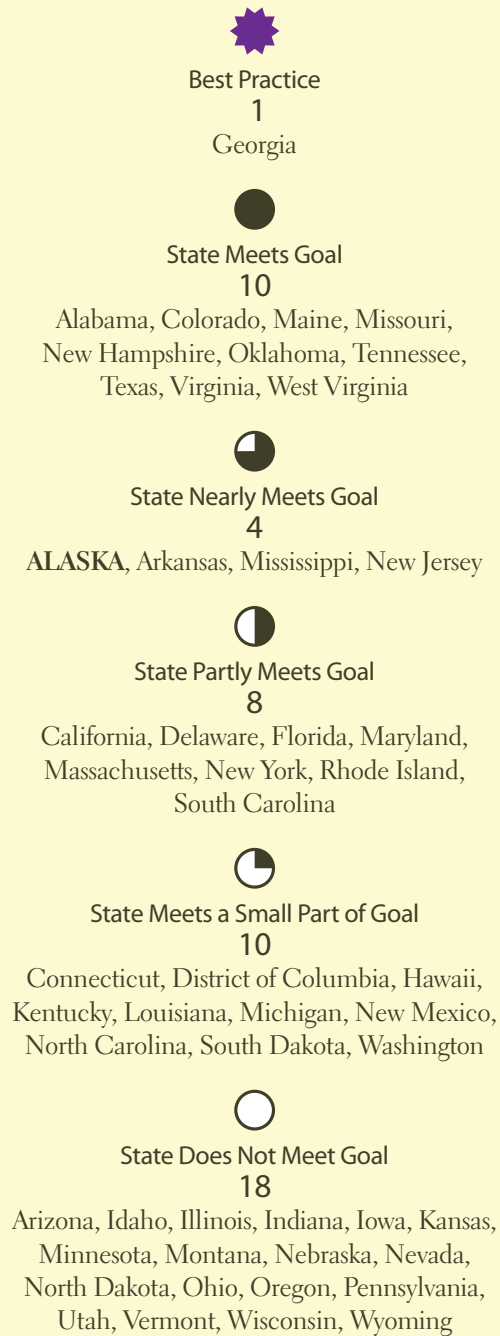 Best Practice
1
Georgia
State Meets Goal
10
Alabama, Colorado, Maine, Missouri,
New Hampshire, Oklahoma, Tennessee,
Texas, Virginia, West Virginia
State Nearly Meets Goal
4
ALASKA, Arkansas, Mississippi, New Jersey
State Partly Meets Goal
8
California, Delaware, Florida, Maryland,
Massachusetts, New York, Rhode Island,
South Carolina
State Meets a Small Part of Goal
10
Connecticut, District of Columbia, Hawaii,
Kentucky, Louisiana, Michigan, New Mexico,
North Carolina, South Dakota, Washington
State Does Not Meet Goal
18
Arizona, Idaho, Illinois, Indiana, Iowa, Kansas,
Minnesota, Montana, Nebraska, Nevada,
North Dakota, Ohio, Oregon, Pennsylvania,
Utah, Vermont, Wisconsin, Wyoming